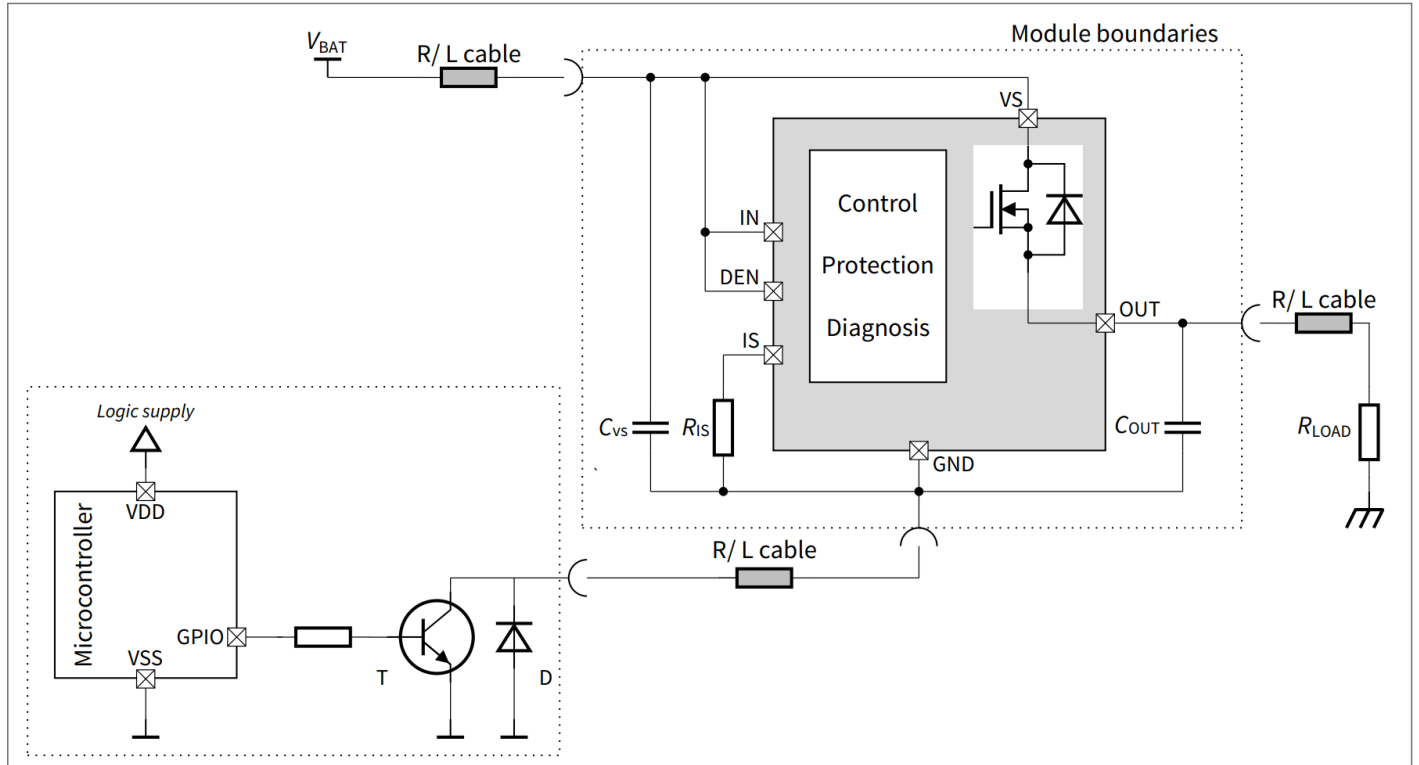 Module boundaries
VBAT
R/ L cable
VS
Control
Protection
Diagnosis
IN
DEN
IS
OUT
R/ L cable
Cvs
RIS
COUT
RLOAD
GND
Logic supply
VDD
Microcontroller
GPIO
VSS
T
D
R/ L cable